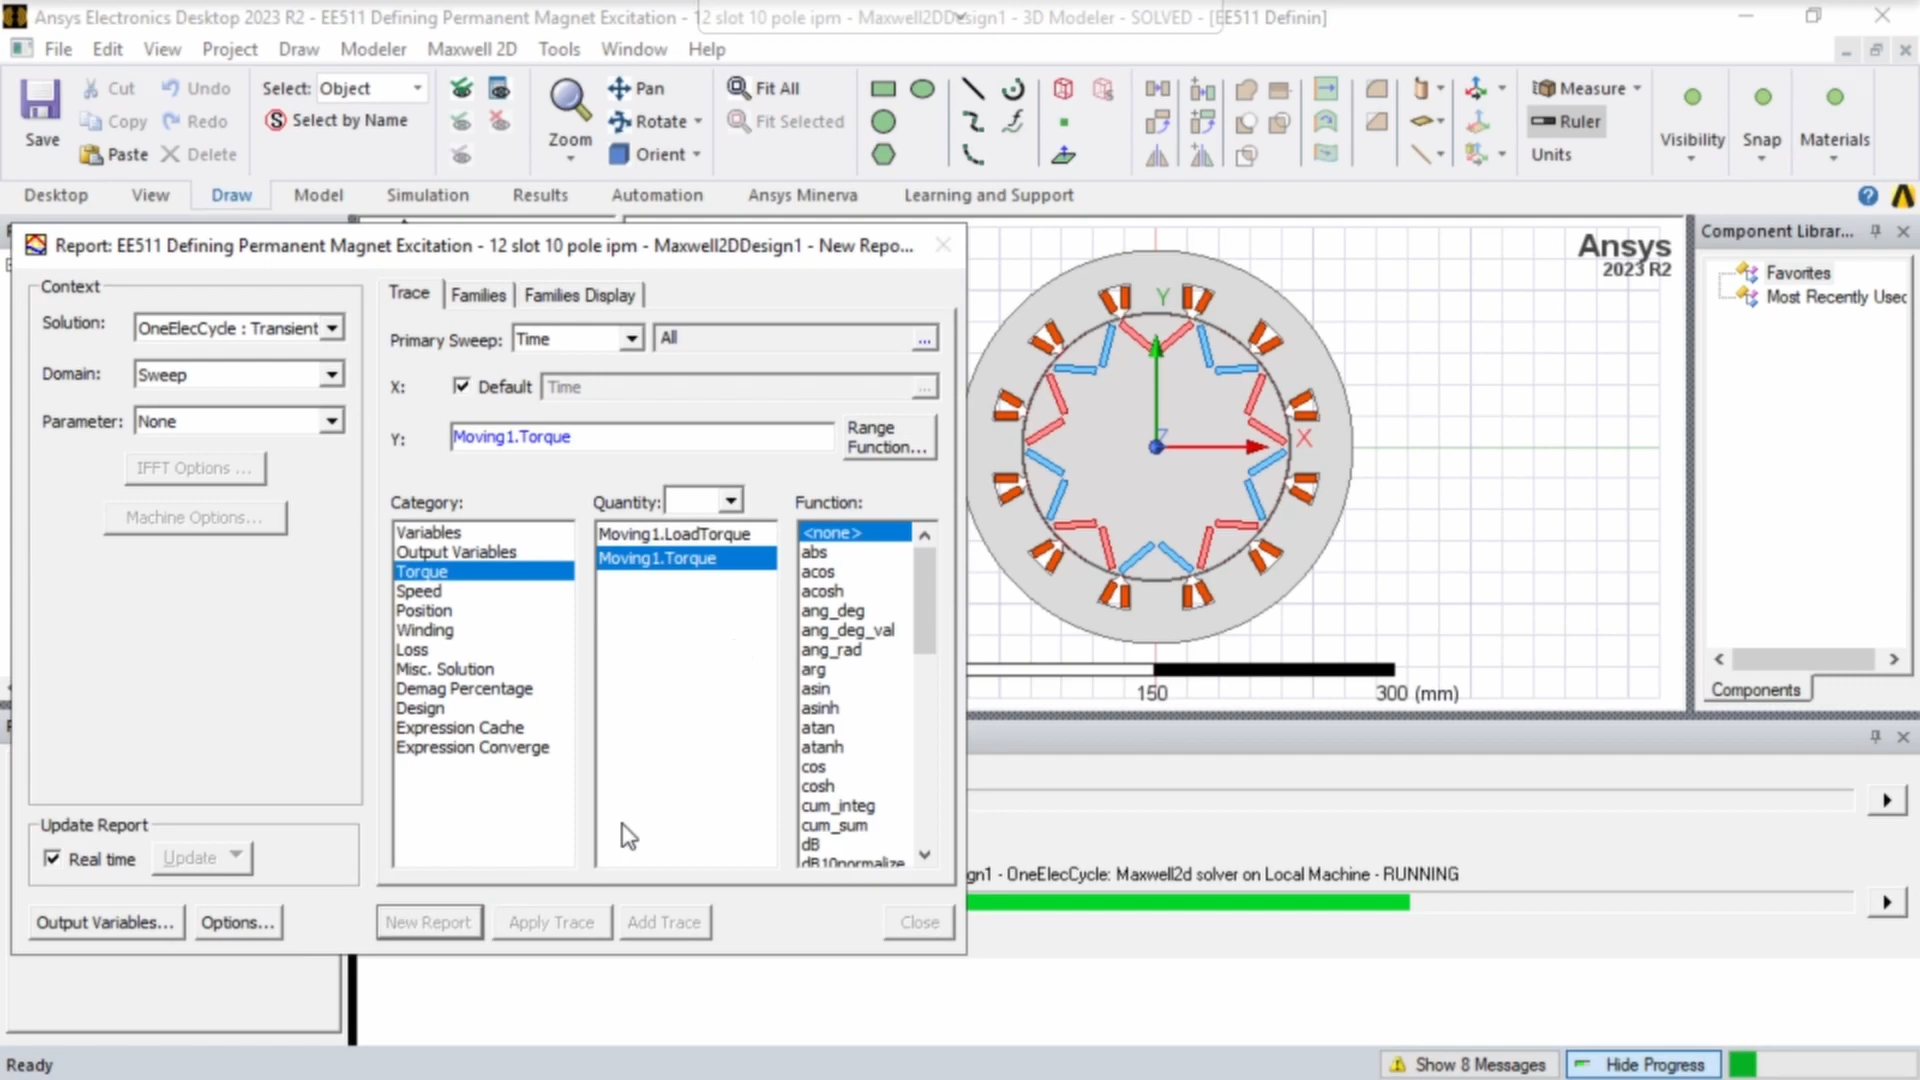 Ansys Electronics Desktop 2023 R2 - EE511 Defining Permanent Magnet Excitation - 12 slot 10 pole ipm - Maxwell2DDesign1 - 3D Modeler - SOLVED - [EE511 Definin]
File Edit View Project Draw Modeler Maxwell 2D Tools Window Help
Save
Cut
Undo
Copy
Redo
Paste
Delete
Select: Object
Select by Name
Zoom
Pan
Rotate
Orient
Fit All
Fit Selected
Measure
Ruler
Units
Visibility
Snap
Materials
Desktop View Draw Model Simulation Results Automation Ansys Minerva Learning and Support
Report: EE511 Defining Permanent Magnet Excitation - 12 slot 10 pole ipm - Maxwell2DDesign1 - New Repo...
Context
Solution: OneElecCycle : Transient
Domain: Sweep
Parameter: None
IFFT Options ...
Machine Options...
Update Report
Real time
Update
Output Variables...
Options...
Trace Families Families Display
Primary Sweep: Time All ...
X: Default Time ...
Y: Moving1.Torque
Range
Function...
Category:
Variables
Output Variables
Torque
Speed
Position
Winding
Loss
Misc. Solution
Demag Percentage
Design
Expression Cache
Expression Converge
Quantity:
Moving1.LoadTorque
Moving1.Torque
Function:
<none>
abs
acos
acosh
ang_deg
ang_deg_val
ang_rad
arg
asin
asinh
atan
atanh
cos
cosh
cum_integ
cum_sum
dB
dB10normalize
New Report
Apply Trace
Add Trace
Close
Y
Z
X
150
300 (mm)
Ansys
2023 R2
Component Librar...
Favorites
Most Recently Usec
Components
gn1 - OneElecCycle: Maxwell2d solver on Local Machine - RUNNING
Ready
Show 8 Messages
Hide Progress